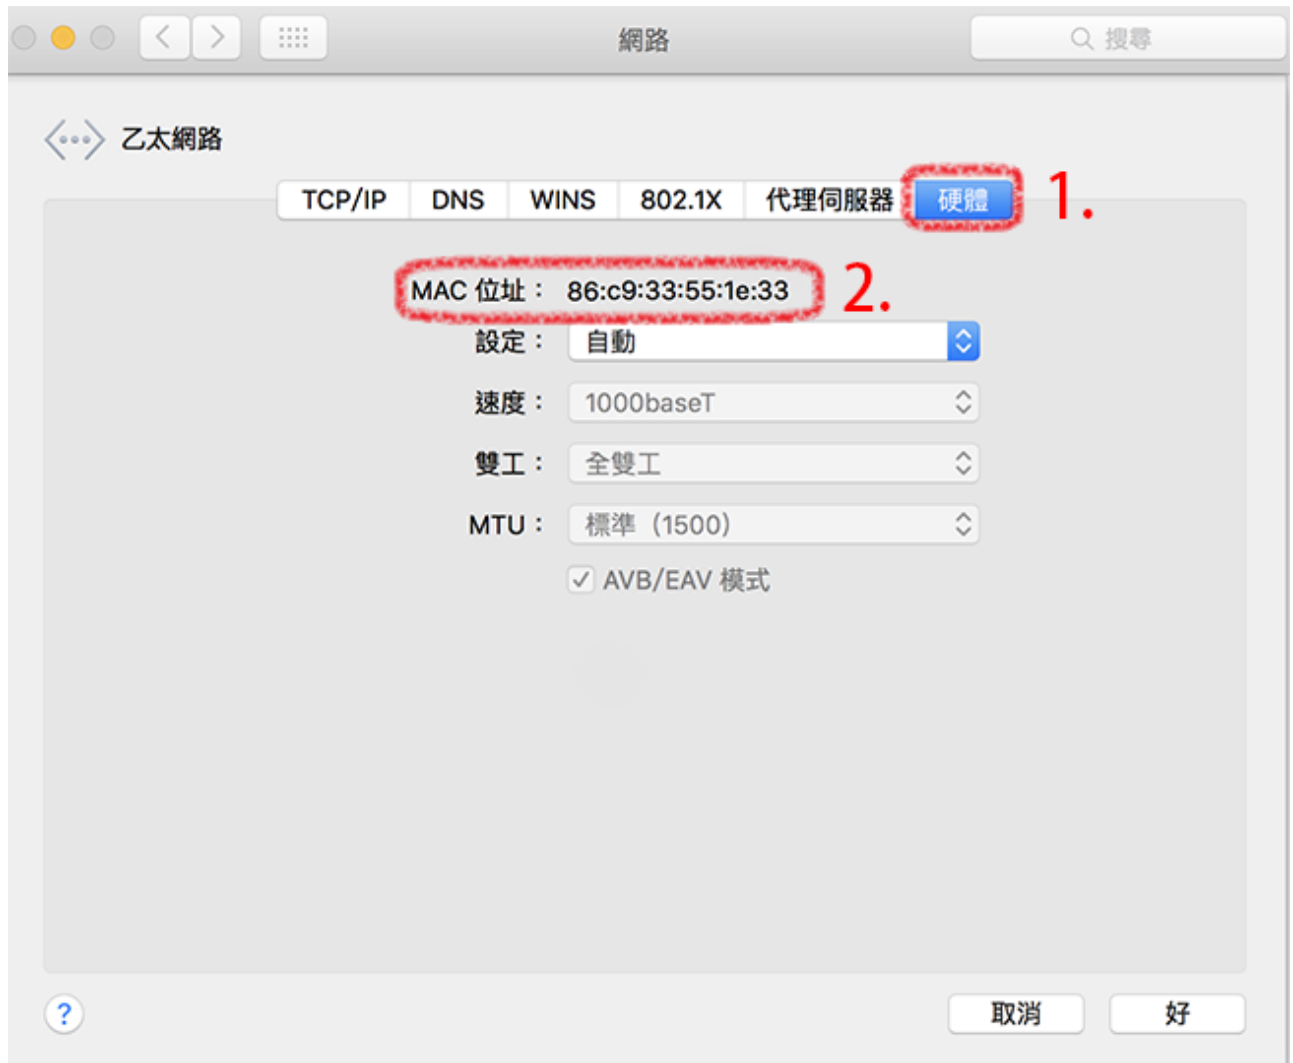 網路
搜尋
乙太網路
TCP/IP DNS WINS 802.1X 代理伺服器 硬體 1.
MAC 位址： 86:c9:33:55:1e:33 2.
設定： 自動
速度： 1000baseT
雙工： 全雙工
MTU： 標準（1500）
AVB/EAV 模式
? 取消 好